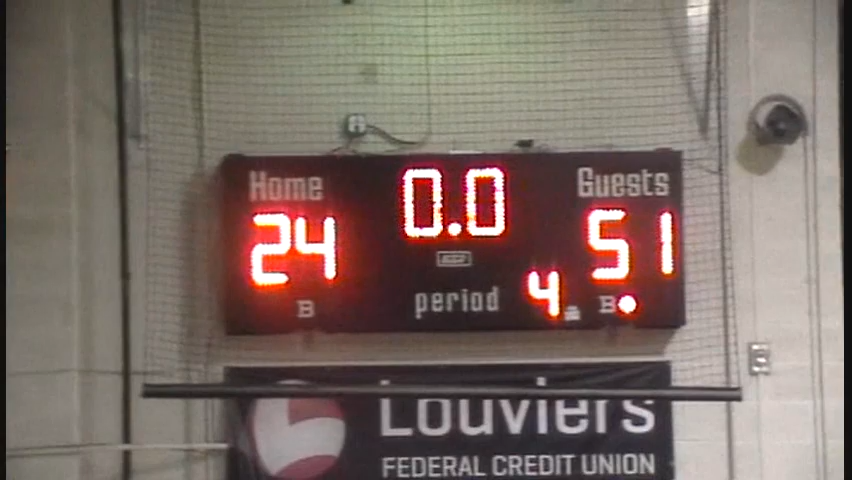 Home 0.0 Guests
24 51
period 4
B B
Louviers
FEDERAL CREDIT UNION